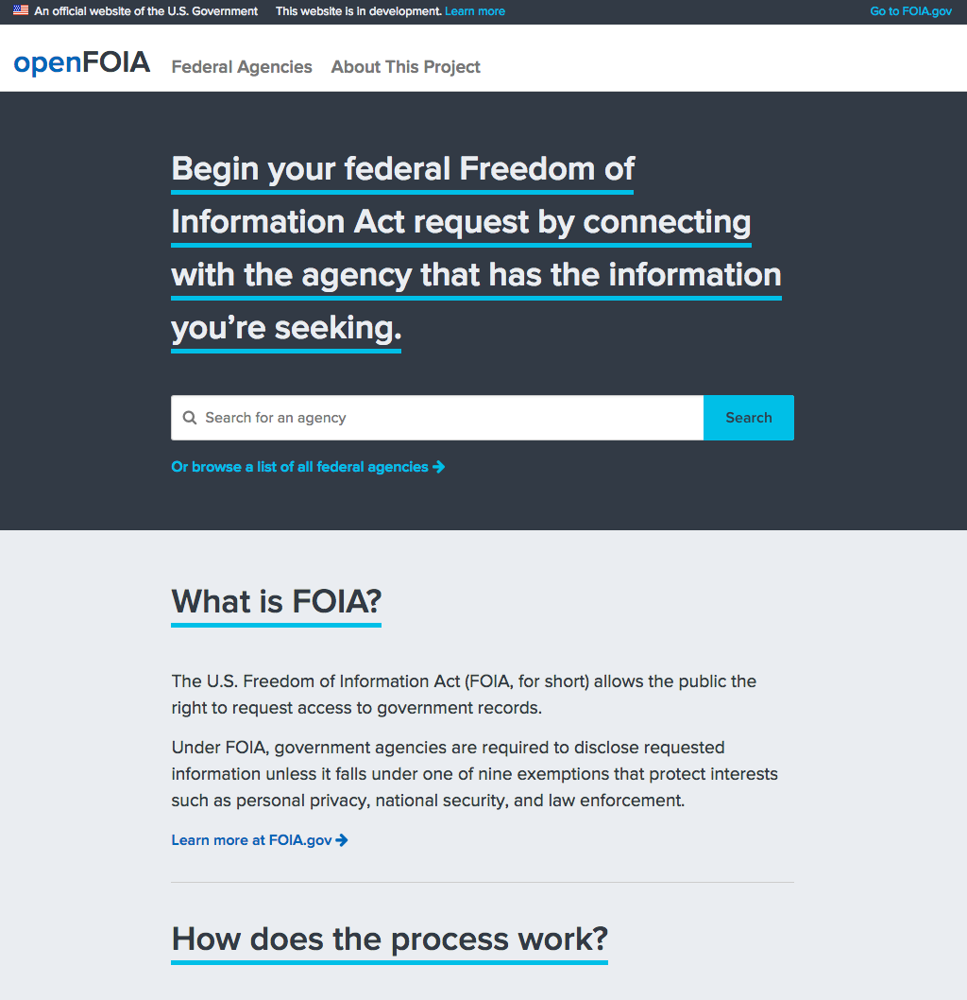 An official website of the U.S. Government This website is in development. Learn more Go to FOIA.gov
openFOIA Federal Agencies About This Project
Begin your federal Freedom of
Information Act request by connecting
with the agency that has the information
you’re seeking.
Search for an agency Search
Or browse a list of all federal agencies
What is FOIA?
The U.S. Freedom of Information Act (FOIA, for short) allows the public the
right to request access to government records.
Under FOIA, government agencies are required to disclose requested
information unless it falls under one of nine exemptions that protect interests
such as personal privacy, national security, and law enforcement.
Learn more at FOIA.gov
How does the process work?